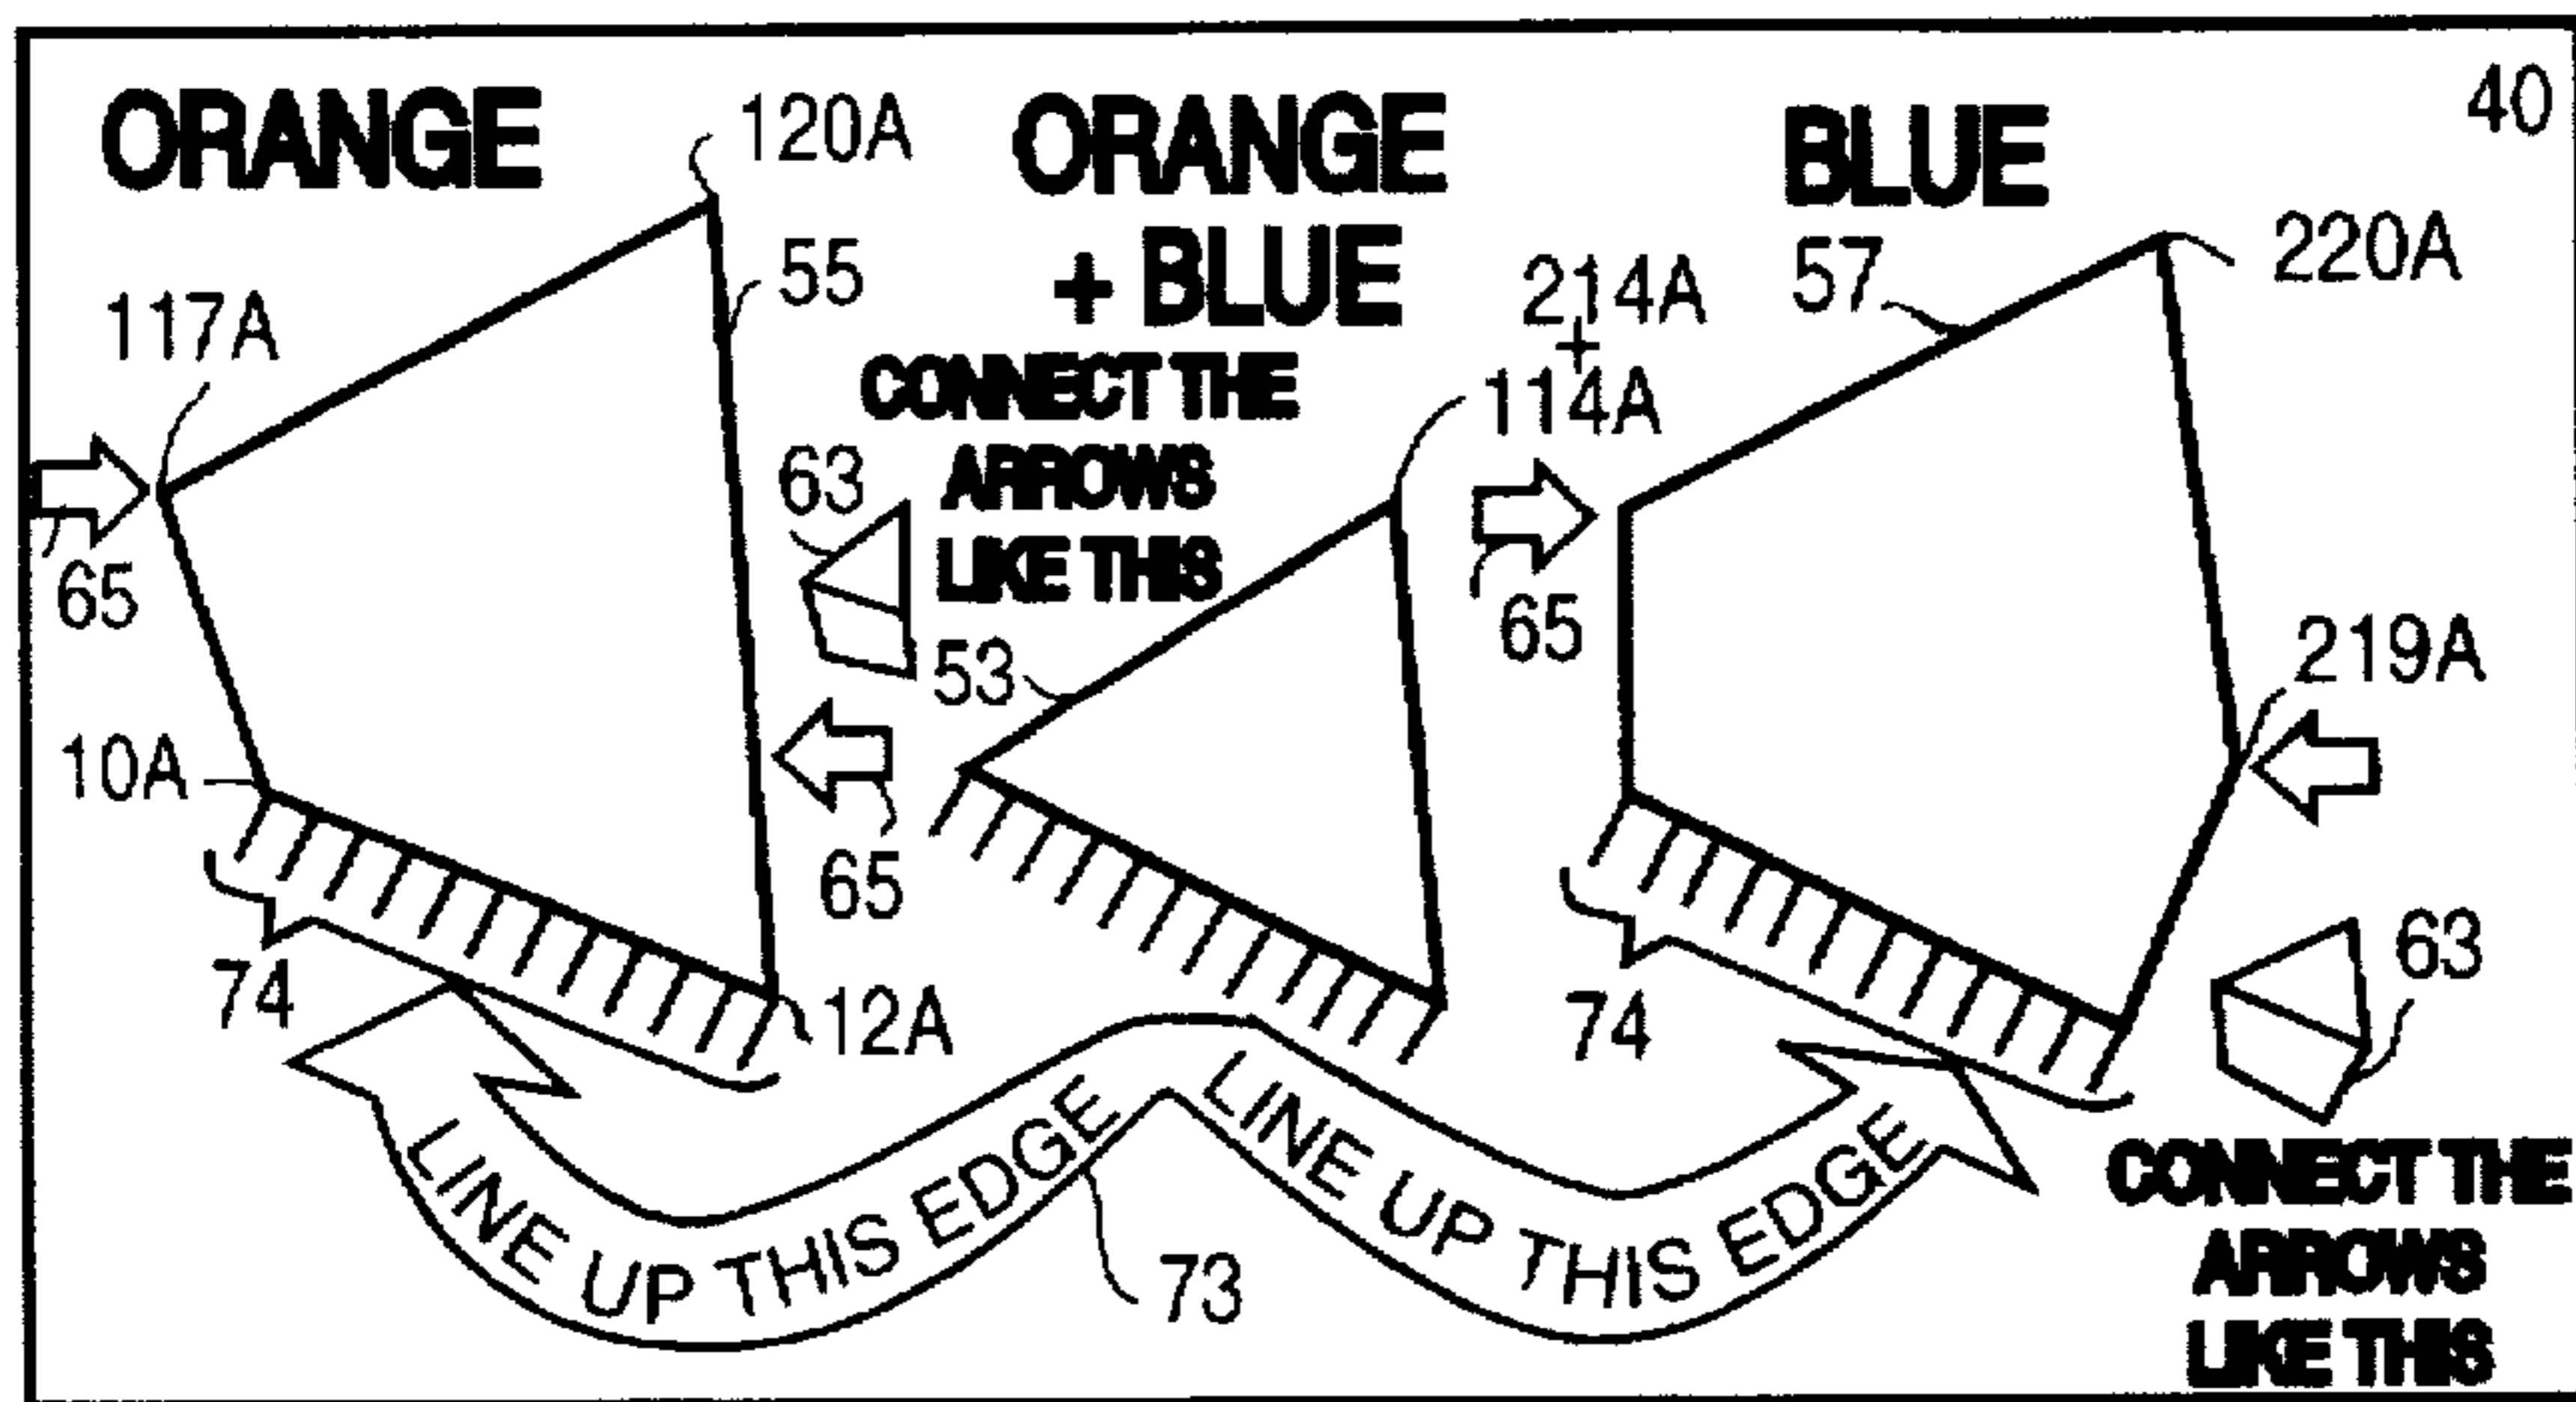 40
ORANGE
120A
ORANGE
+ BLUE
BLUE
55
117A
214A
+
114A
57
220A
CONNECT THE
ARROWS
LIKE THIS
63
65
53
65
219A
10A
65
74
12A
74
63
LINE UP THIS EDGE
LINE UP THIS EDGE
73
CONNECT THE
ARROWS
LIKE THIS